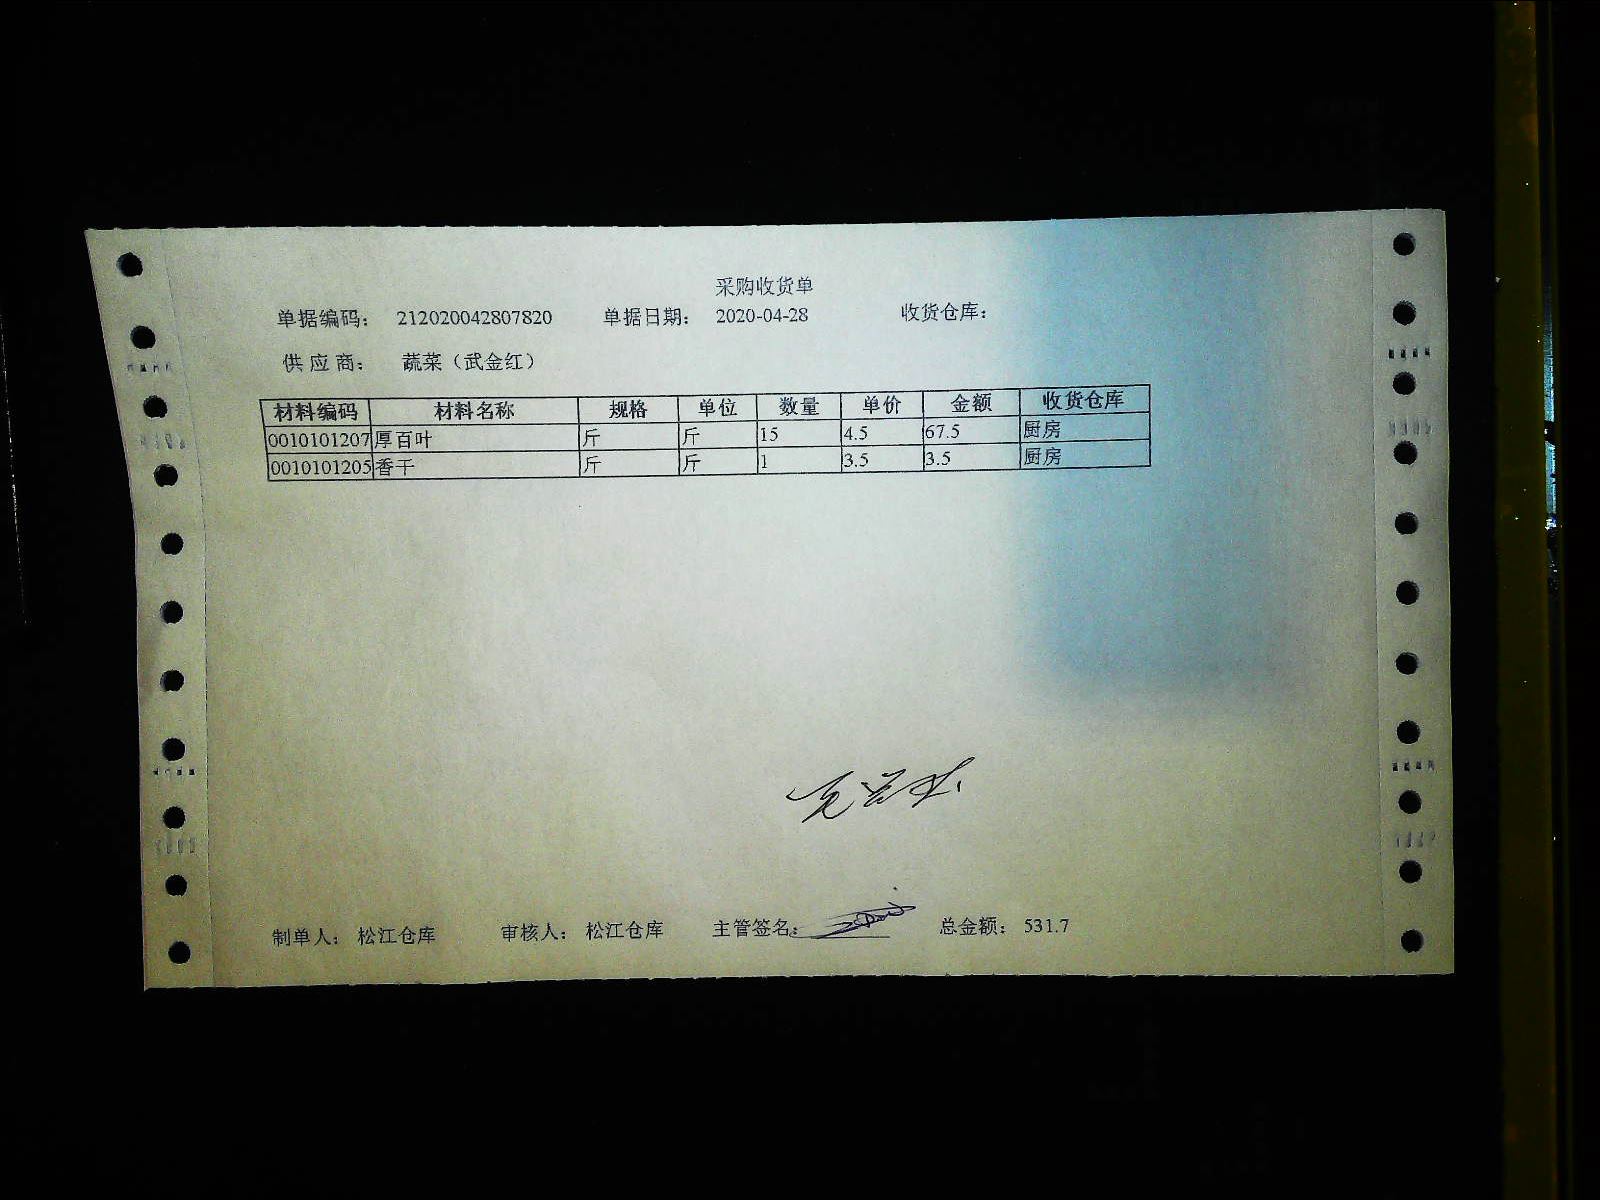 采购收货单
单据编码： 212020042807820 单据日期： 2020-04-28 收货仓库：
供 应 商： 蔬菜（武金红）
材料编码 材料名称 规格 单位 数量 单价 金额 收货仓库
0010101207 厚百叶 斤 斤 15 4.5 67.5 厨房
0010101205 香干 斤 斤 1 3.5 3.5 厨房
制单人： 松江仓库 审核人： 松江仓库 主管签名： 总金额： 531.7